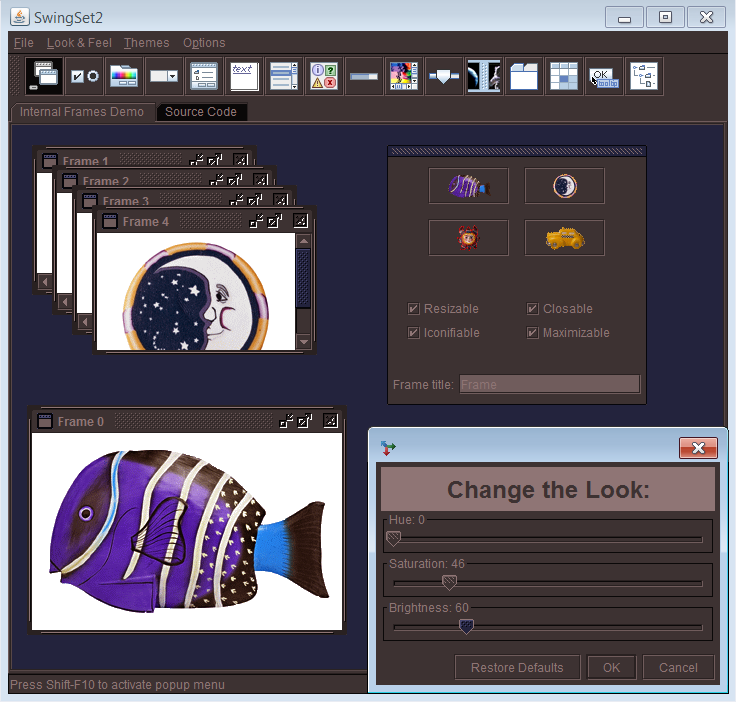 SwingSet2
File Look & Feel Themes Options
text
OK
tooltip
Internal Frames Demo Source Code
Frame 1
Frame 2
Frame 3
Frame 4
Resizable Closable
Iconifiable Maximizable
Frame title: Frame
Frame 0
Change the Look:
Hue: 0
Saturation: 46
Brightness: 60
Restore Defaults OK Cancel
Press Shift-F10 to activate popup menu